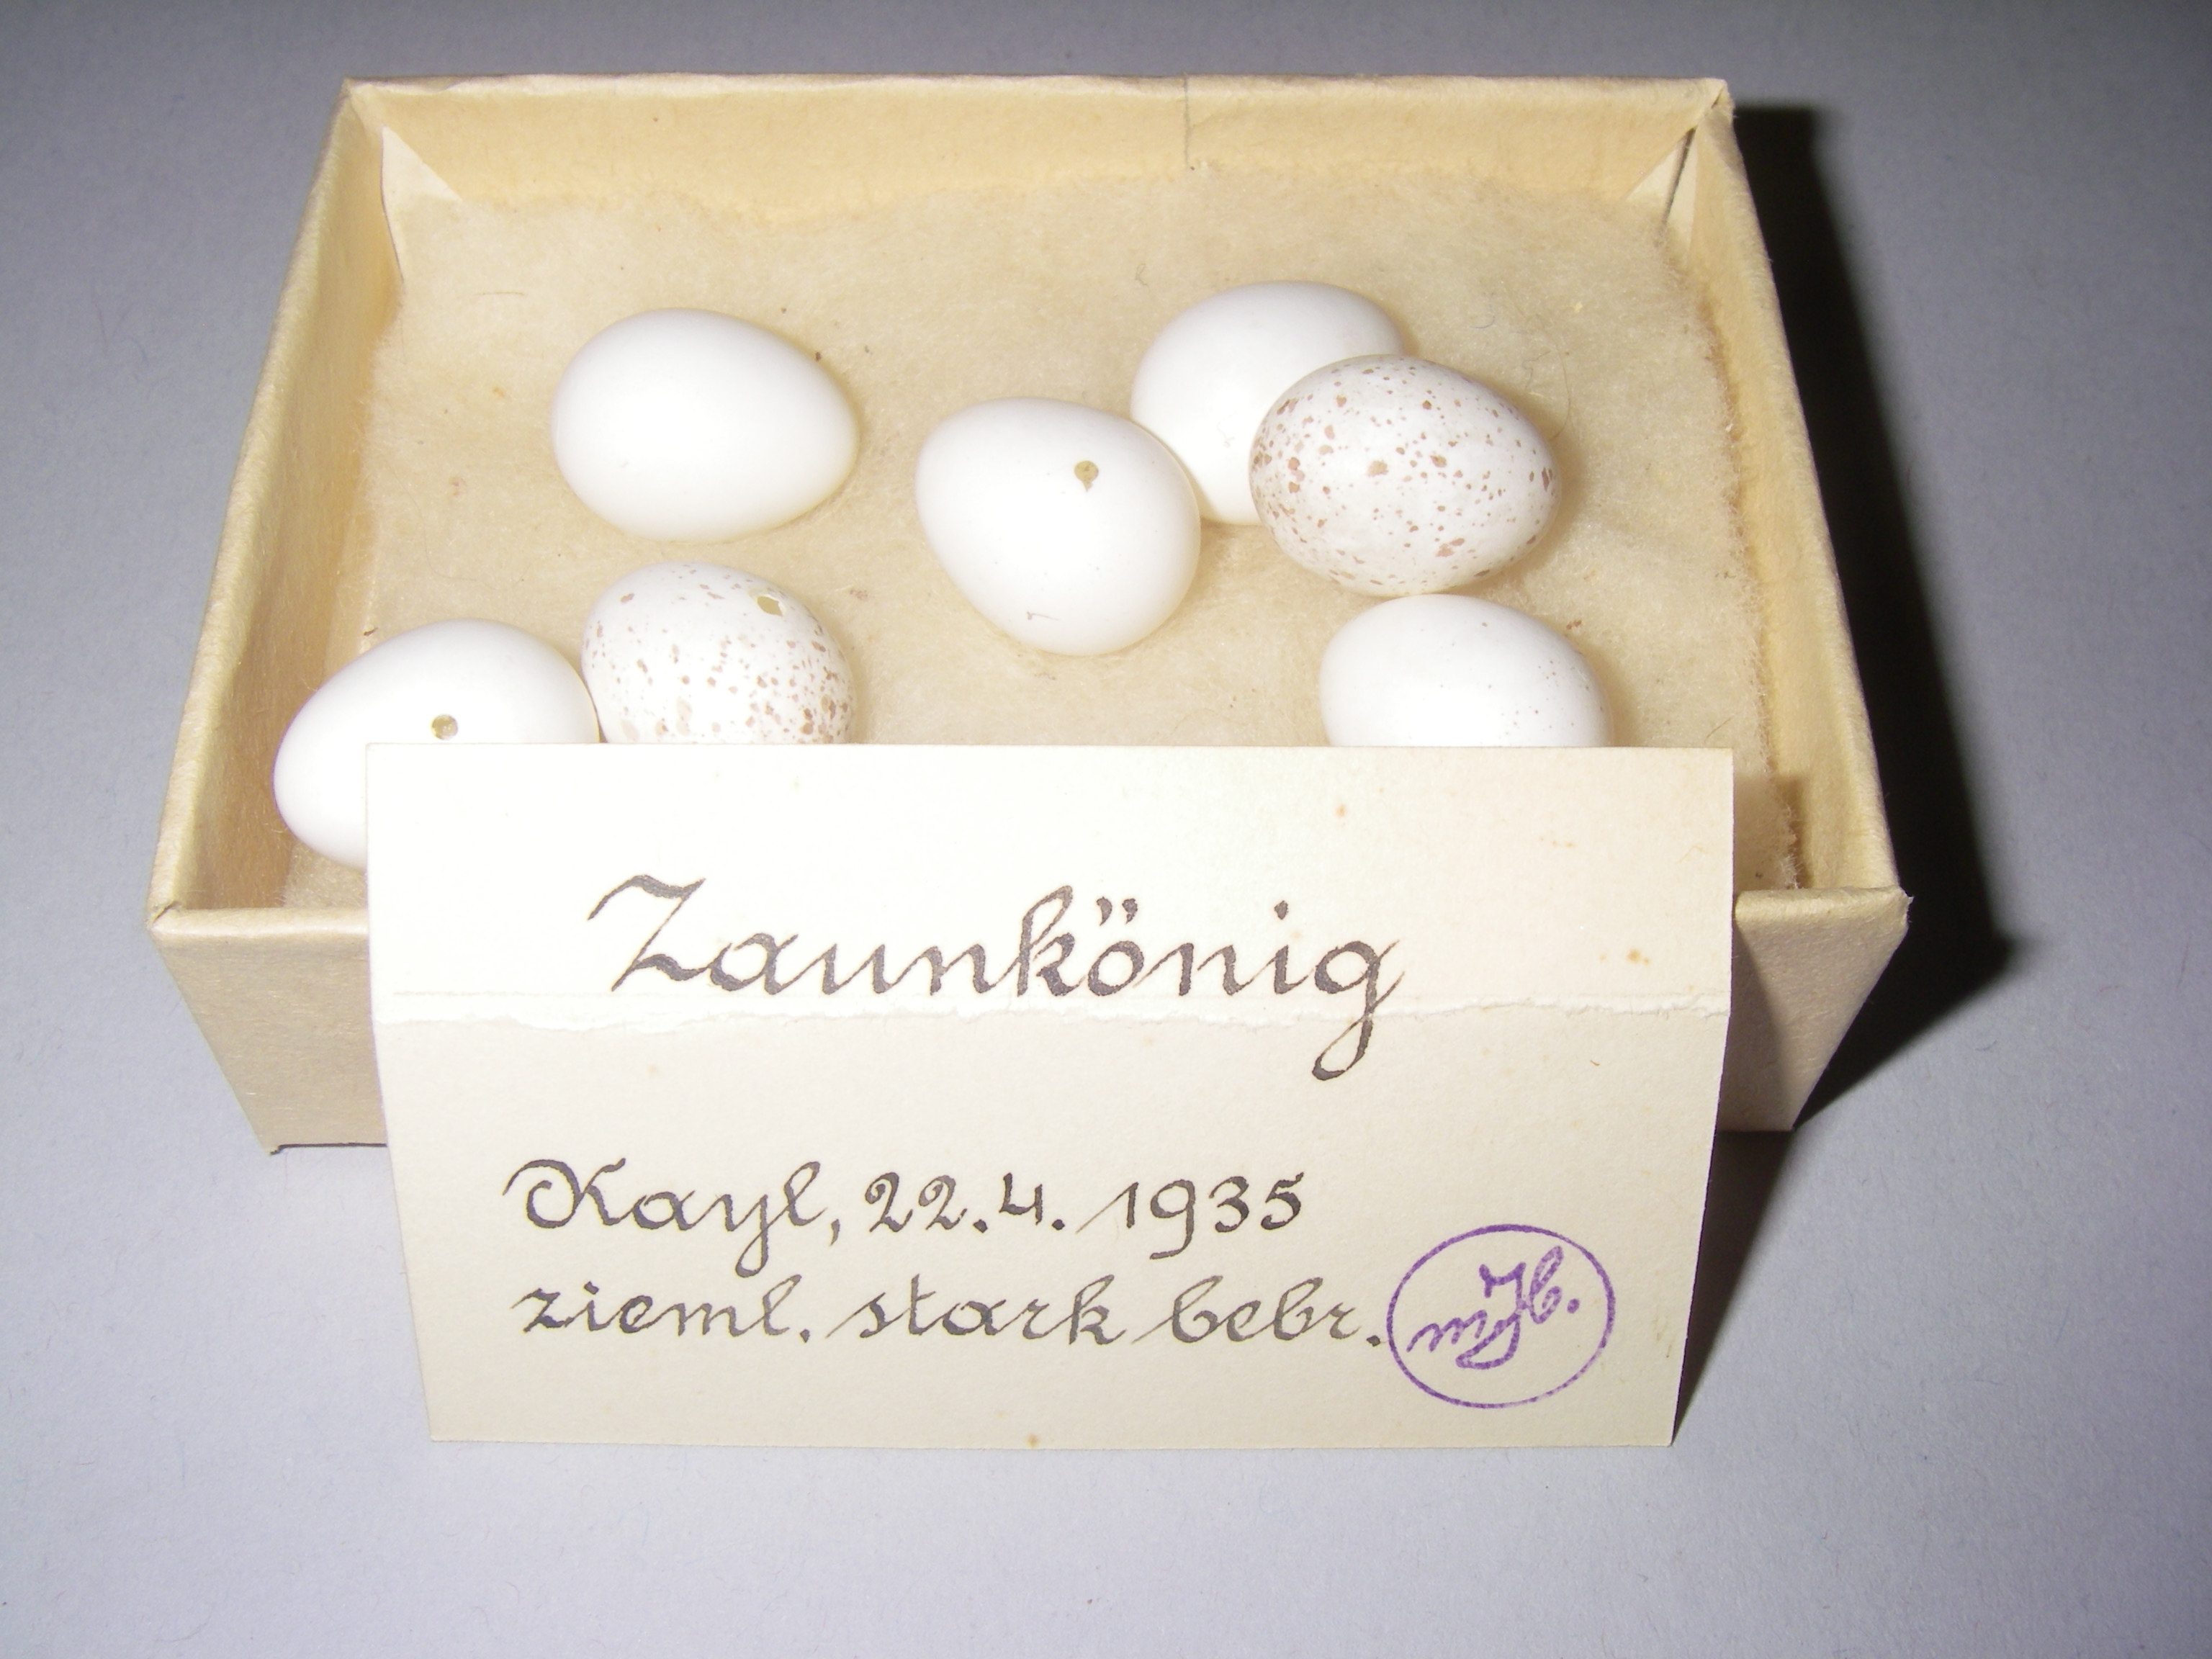 Zaunkönig
Kayl, 22.4.1935
zieml. stark bebr.